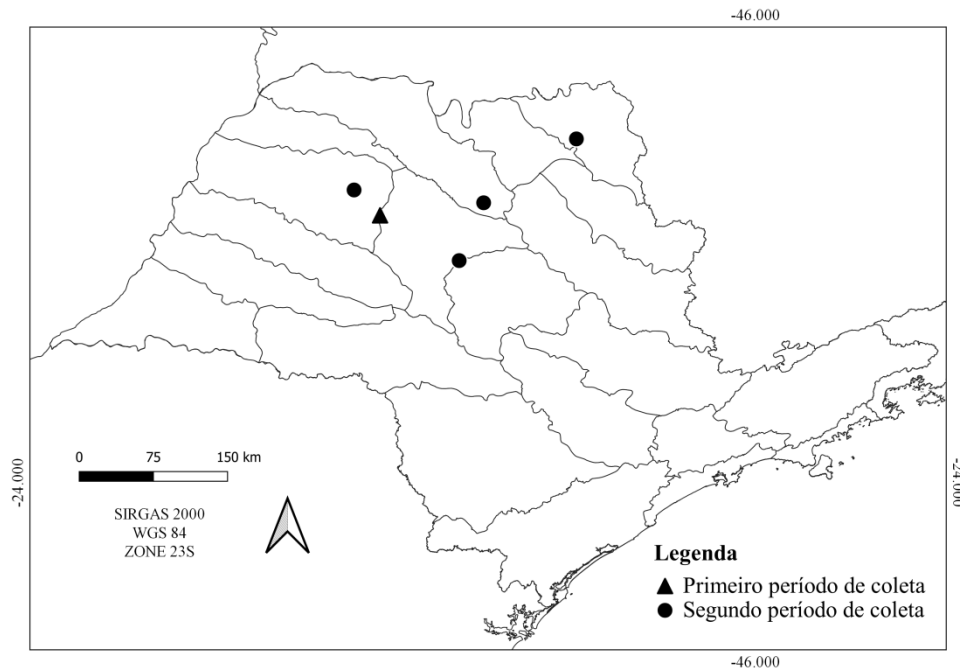 -46.000
0 75 150 km
-24.000
-24.000
SIRGAS 2000
WGS 84
ZONE 23S
Legenda
Primeiro período de coleta
Segundo período de coleta
-46.000